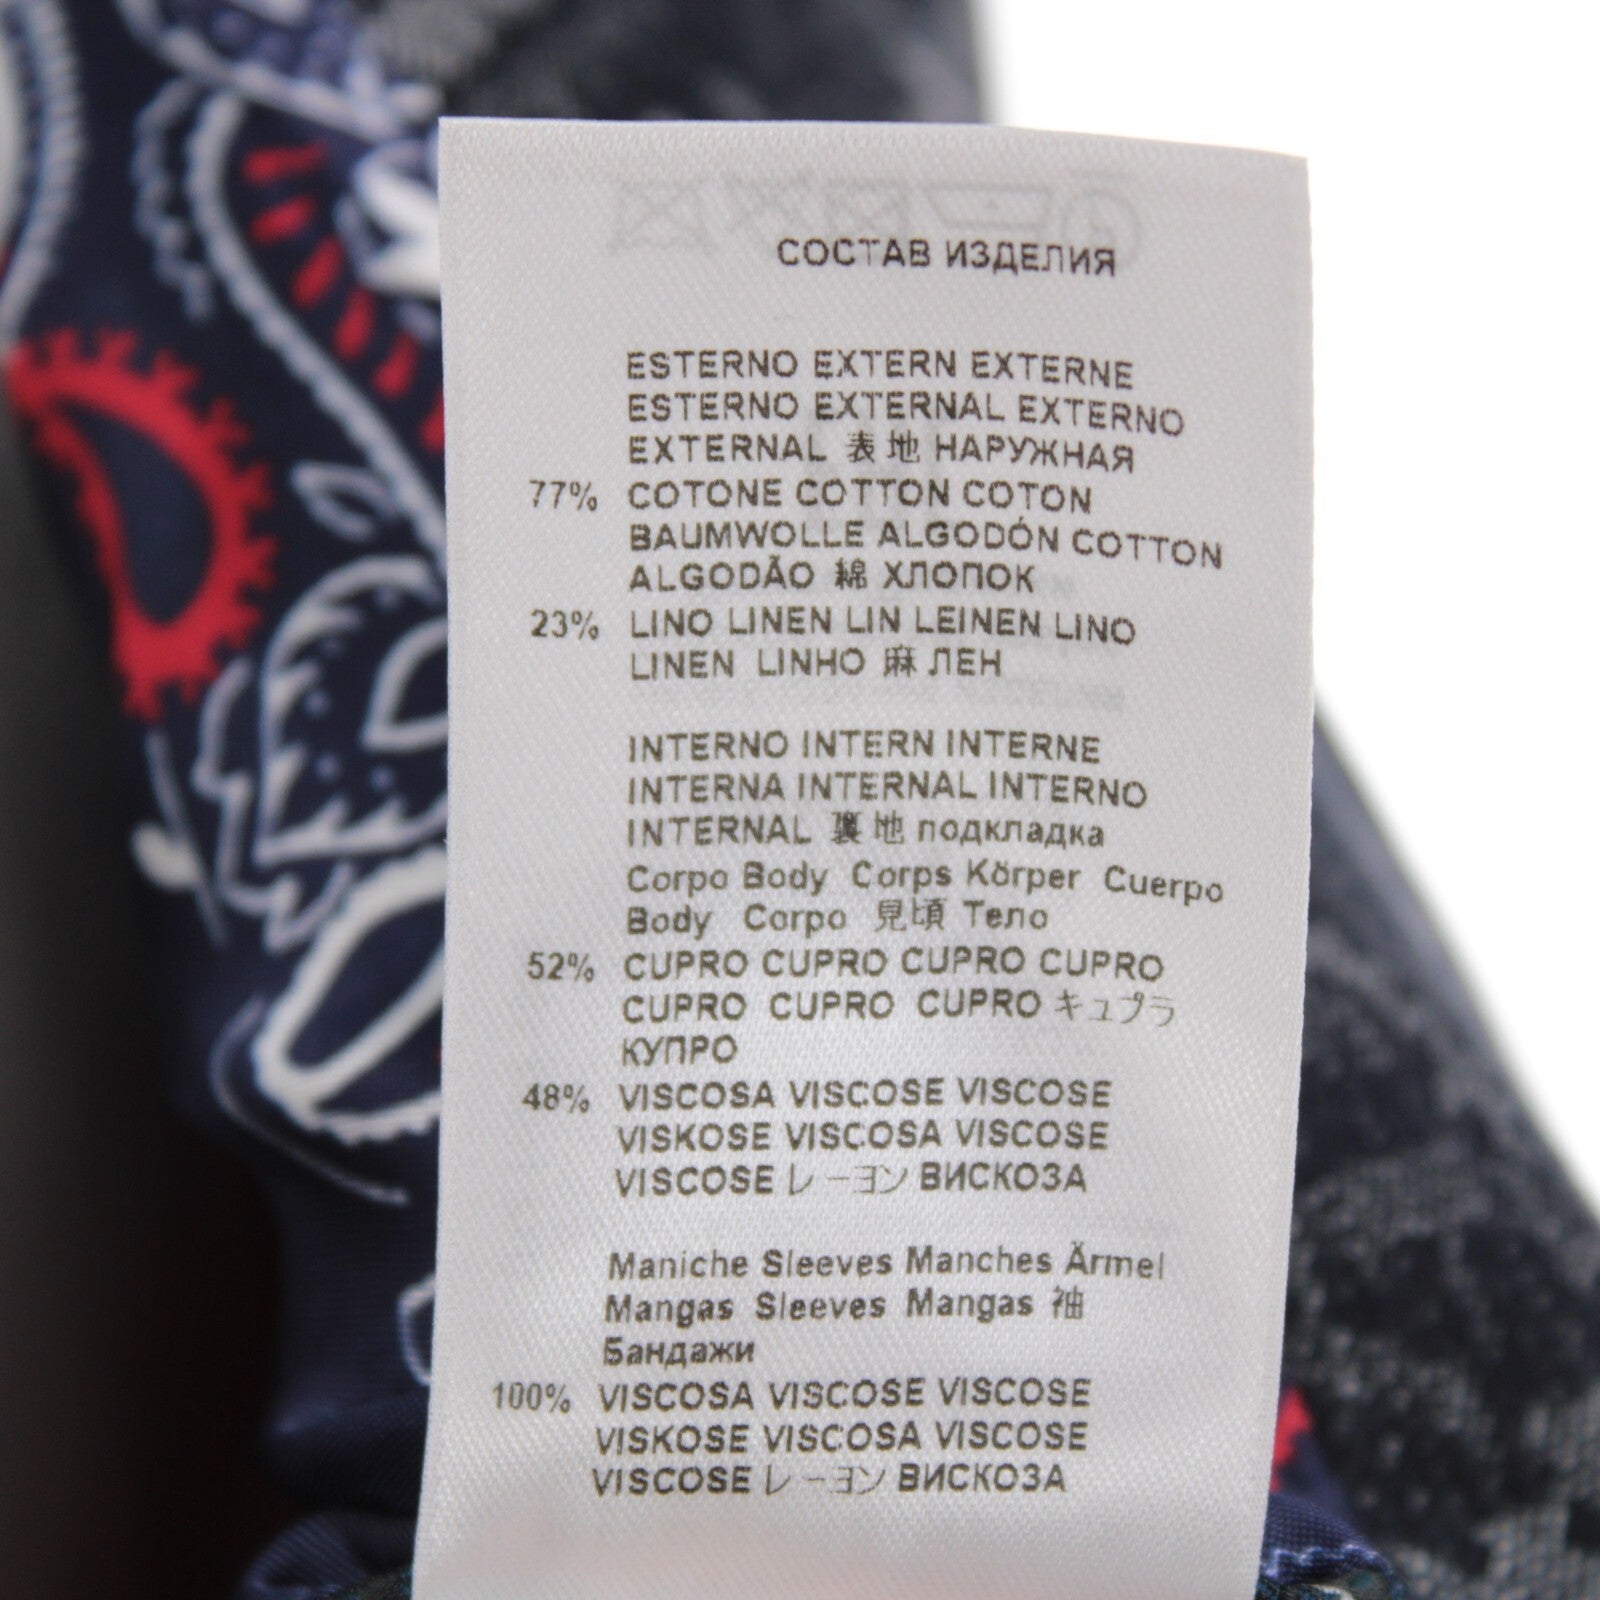 СОСТАВ ИЗДЕЛИЯ
ESTERNO EXTERN EXTERNE
ESTERNO EXTERNAL EXTERNO
EXTERNAL 表地 НАРУЖНАЯ
77% COTONE COTTON COTON
BAUMWOLLE ALGODÓN COTTON
ALGODÃO 綿 ХЛОПОК
23% LINO LINEN LIN LEINEN LINO
LINEN LINHO 麻 ЛЕН
INTERNO INTERN INTERNE
INTERNA INTERNAL INTERNO
INTERNAL 裏地 подкладка
Corpo Body Corps Körper Cuerpo
Body Corpo 見頃 Тело
52% CUPRO CUPRO CUPRO CUPRO
CUPRO CUPRO CUPRO キュプラ
КУПРО
48% VISCOSA VISCOSE VISCOSE
VISKOSE VISCOSA VISCOSE
VISCOSE レーヨン ВИСКОЗА
Maniche Sleeves Manches Ärmel
Mangas Sleeves Mangas 袖
Бандажи
100% VISCOSA VISCOSE VISCOSE
VISKOSE VISCOSA VISCOSE
VISCOSE レーヨン ВИСКОЗА